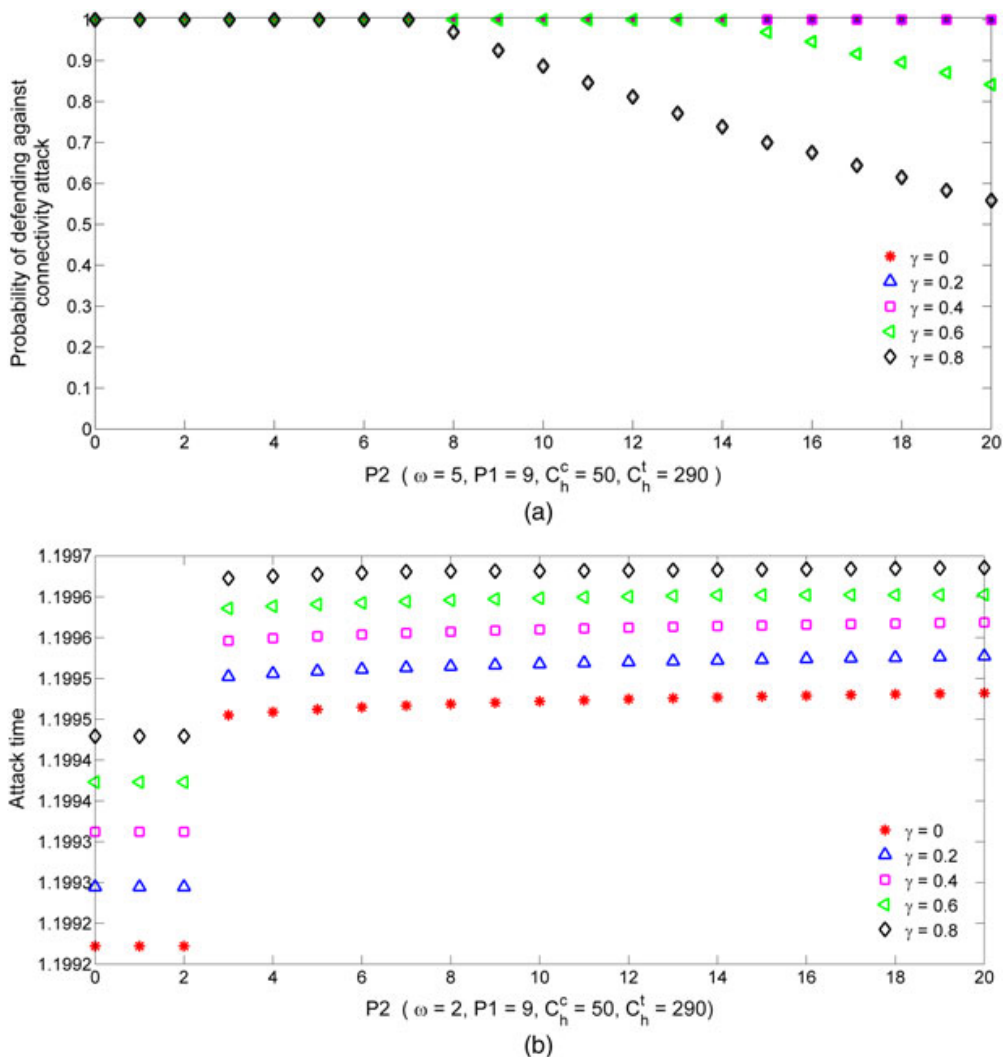 1
0.9
0.8
0.7
0.6
0.5
0.4
0.3
0.2
0.1
0
Probability of defending against
connectivity attack
γ = 0
γ = 0.2
γ = 0.4
γ = 0.6
γ = 0.8
0 2 4 6 8 10 12 14 16 18 20
P2 ( ω = 5, P1 = 9, C_h^c = 50, C_h^t = 290 )
(a)
1.1997
1.1996
1.1996
1.1995
1.1995
1.1994
1.1994
1.1993
1.1993
1.1992
1.1992
Attack time
γ = 0
γ = 0.2
γ = 0.4
γ = 0.6
γ = 0.8
0 2 4 6 8 10 12 14 16 18 20
P2 ( ω = 2, P1 = 9, C_h^c = 50, C_h^t = 290)
(b)